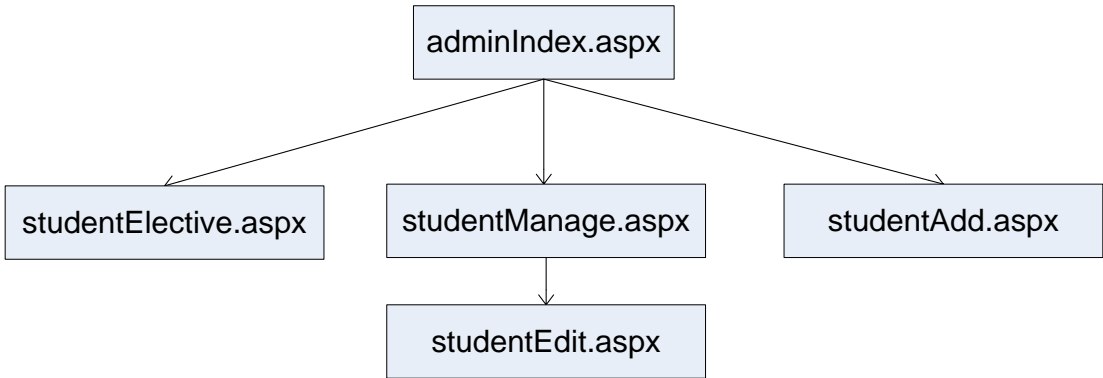 adminIndex.aspx
studentElective.aspx
studentManage.aspx
studentAdd.aspx
studentEdit.aspx